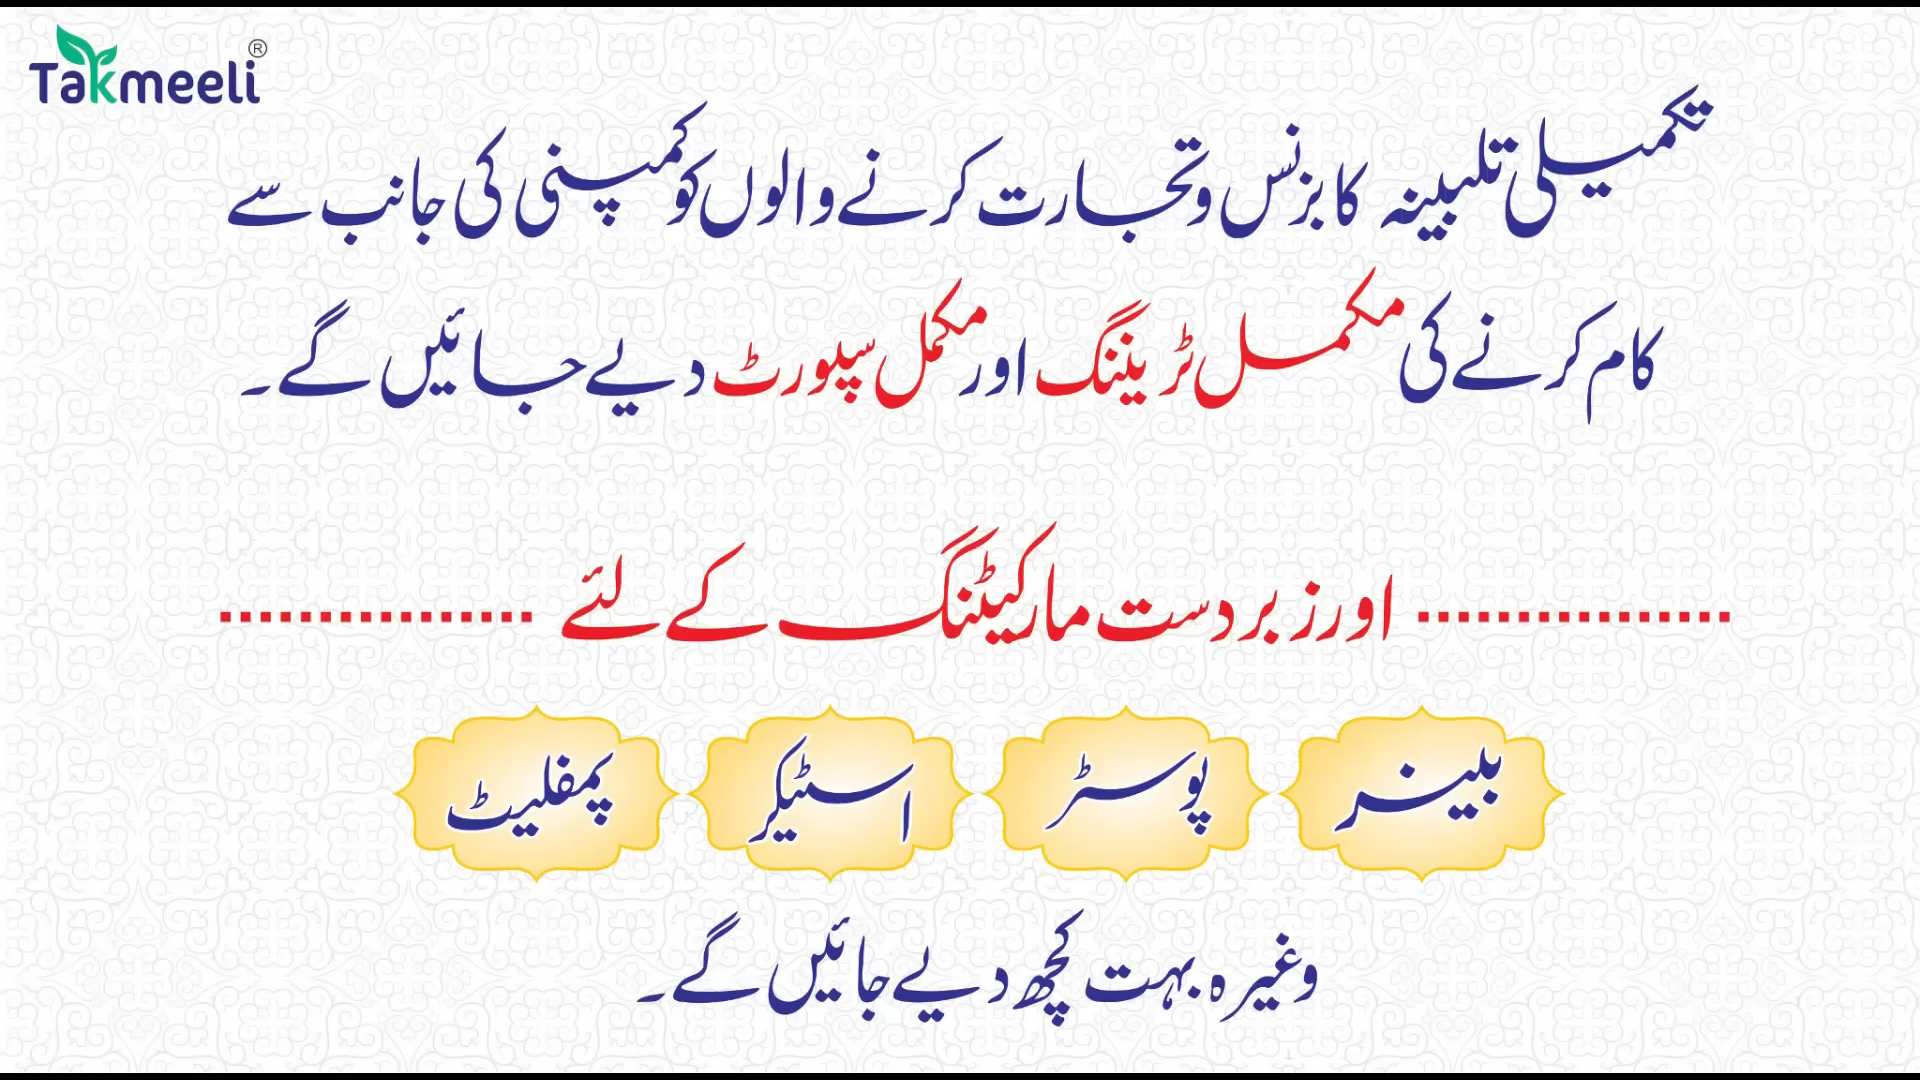 Takmeeli®
تکمیلی تلبینہ کا بزنس و تجارت کرنے والوں کو کمپنی کی جانب سے
کام کرنے کی مکمل ٹریننگ اور مکمل سپورٹ دیے جائیں گے۔
............... اور زبردست مارکیٹنگ کے لئے ...............
بینر پوسٹر اسٹیکر پمفلیٹ
وغیرہ بہت کچھ دیے جائیں گے۔